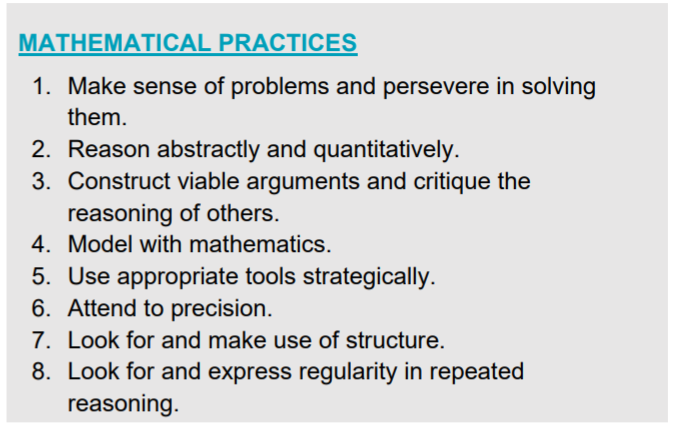 MATHEMATICAL PRACTICES
1. Make sense of problems and persevere in solving
them.
2. Reason abstractly and quantitatively.
3. Construct viable arguments and critique the
reasoning of others.
4. Model with mathematics.
5. Use appropriate tools strategically.
6. Attend to precision.
7. Look for and make use of structure.
8. Look for and express regularity in repeated
reasoning.